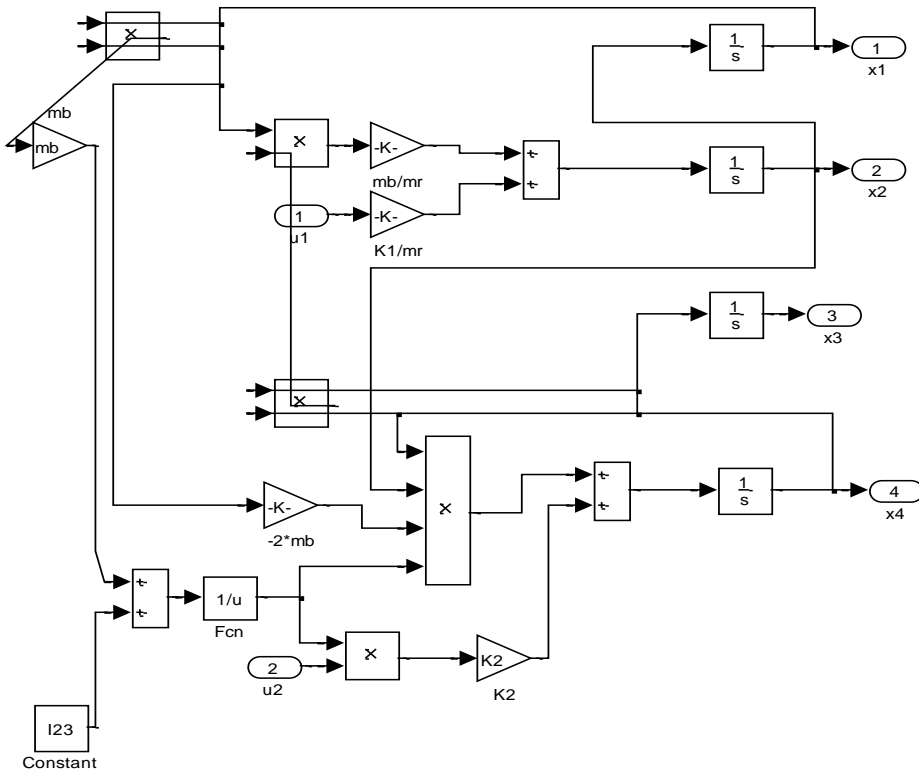 ×
1
s
1
x1
mb
mb
×
-K-
mb/mr
+
+
1
s
2
x2
1
u1
-K-
K1/mr
1
s
3
x3
×
-K-
-2*mb
×
+
+
1
s
4
x4
+
+
1/u
Fcn
×
2
u2
K2
K2
I23
Constant